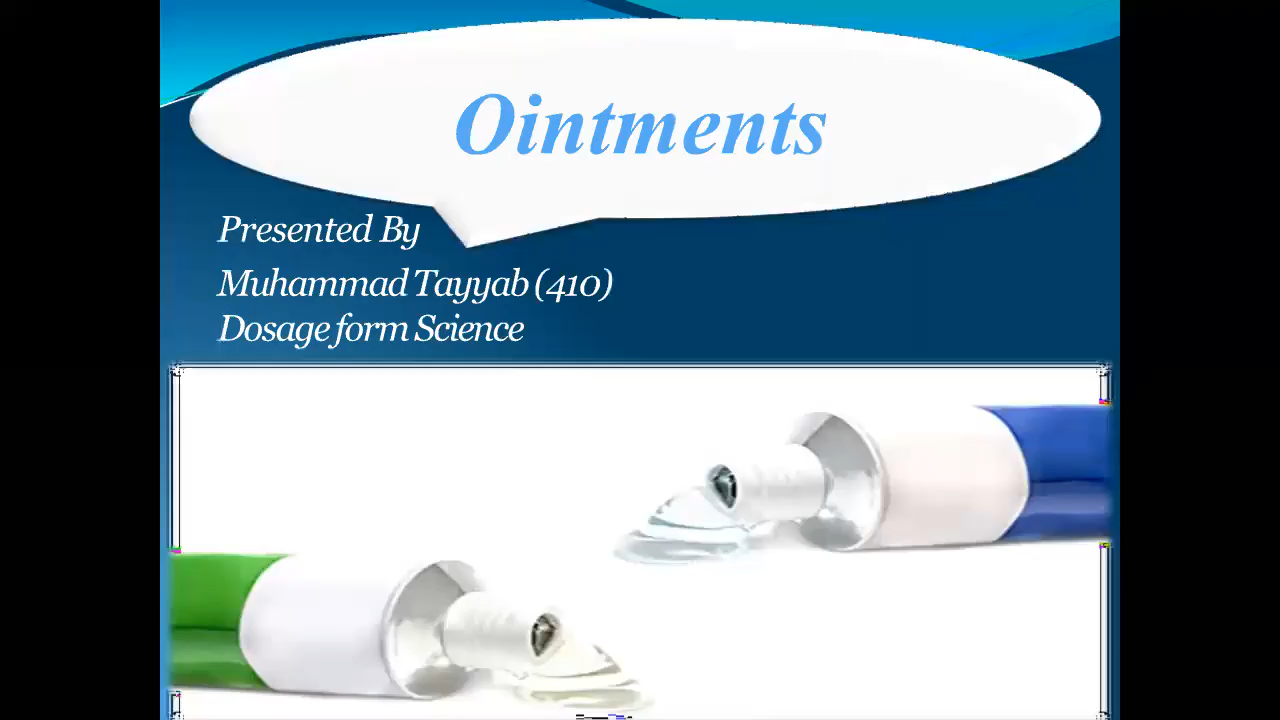 Ointments
Presented By
Muhammad Tayyab (410)
Dosage form Science